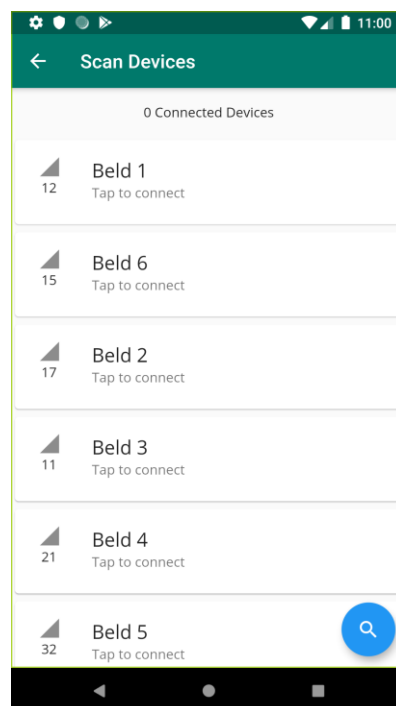 11:00
Scan Devices
0 Connected Devices
Beld 1
12
Tap to connect
Beld 6
15
Tap to connect
Beld 2
17
Tap to connect
Beld 3
11
Tap to connect
Beld 4
21
Tap to connect
Beld 5
32
Tap to connect